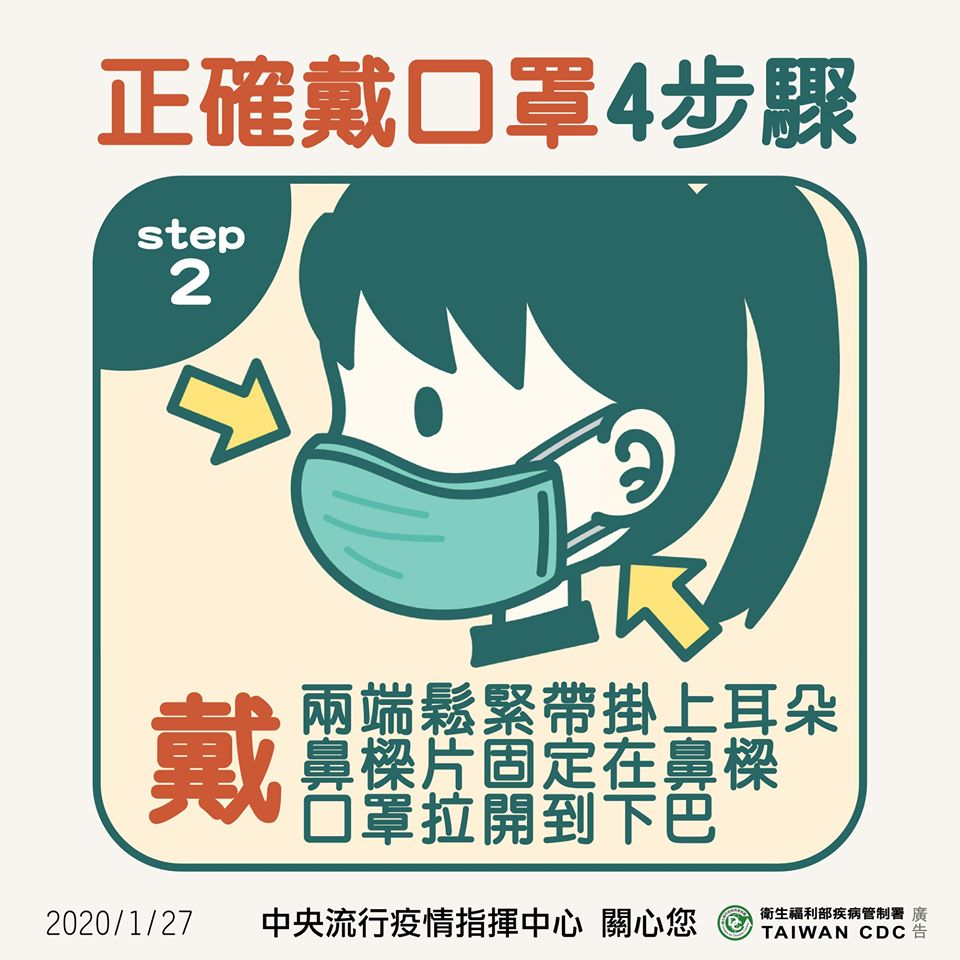 正確戴口罩4步驟
step
2
戴
兩端鬆緊帶掛上耳朵
鼻樑片固定在鼻樑
口罩拉開到下巴
2020/1/27
中央流行疫情指揮中心 關心您
衛生福利部疾病管制署
TAIWAN CDC
廣告